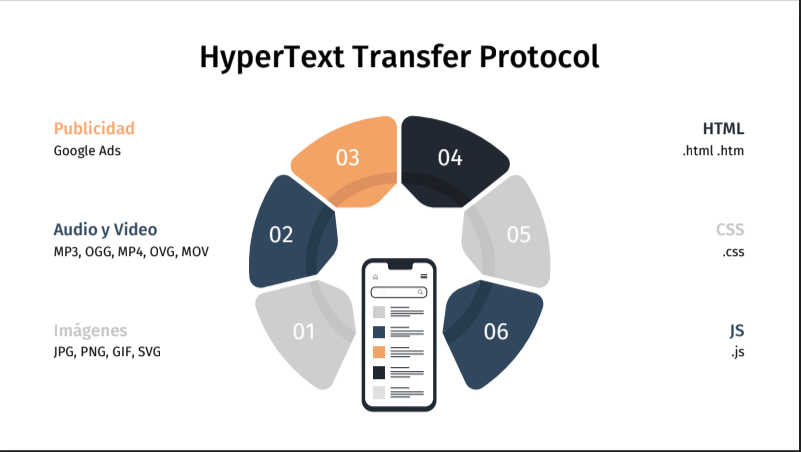 HyperText Transfer Protocol
Publicidad
Google Ads
Audio y Video
MP3, OGG, MP4, OVG, MOV
Imágenes
JPG, PNG, GIF, SVG
03
04
02
05
01
06
HTML
.html .htm
CSS
.css
JS
.js